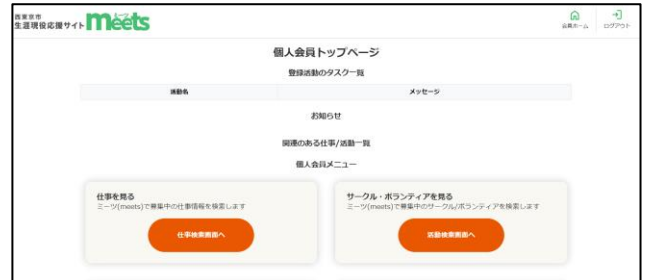 西東京市
生涯現役応援サイト
ミーツ
meets
会員ホーム
ログアウト
個人会員トップページ
登録活動のタスク一覧
活動名 メッセージ
お知らせ
関連のある仕事/活動一覧
個人会員メニュー
仕事を見る
ミーツ(meets)で募集中の仕事情報を検索します
仕事検索画面へ
サークル・ボランティアを見る
ミーツ(meets)で募集中のサークル/ボランティアを検索します
活動検索画面へ